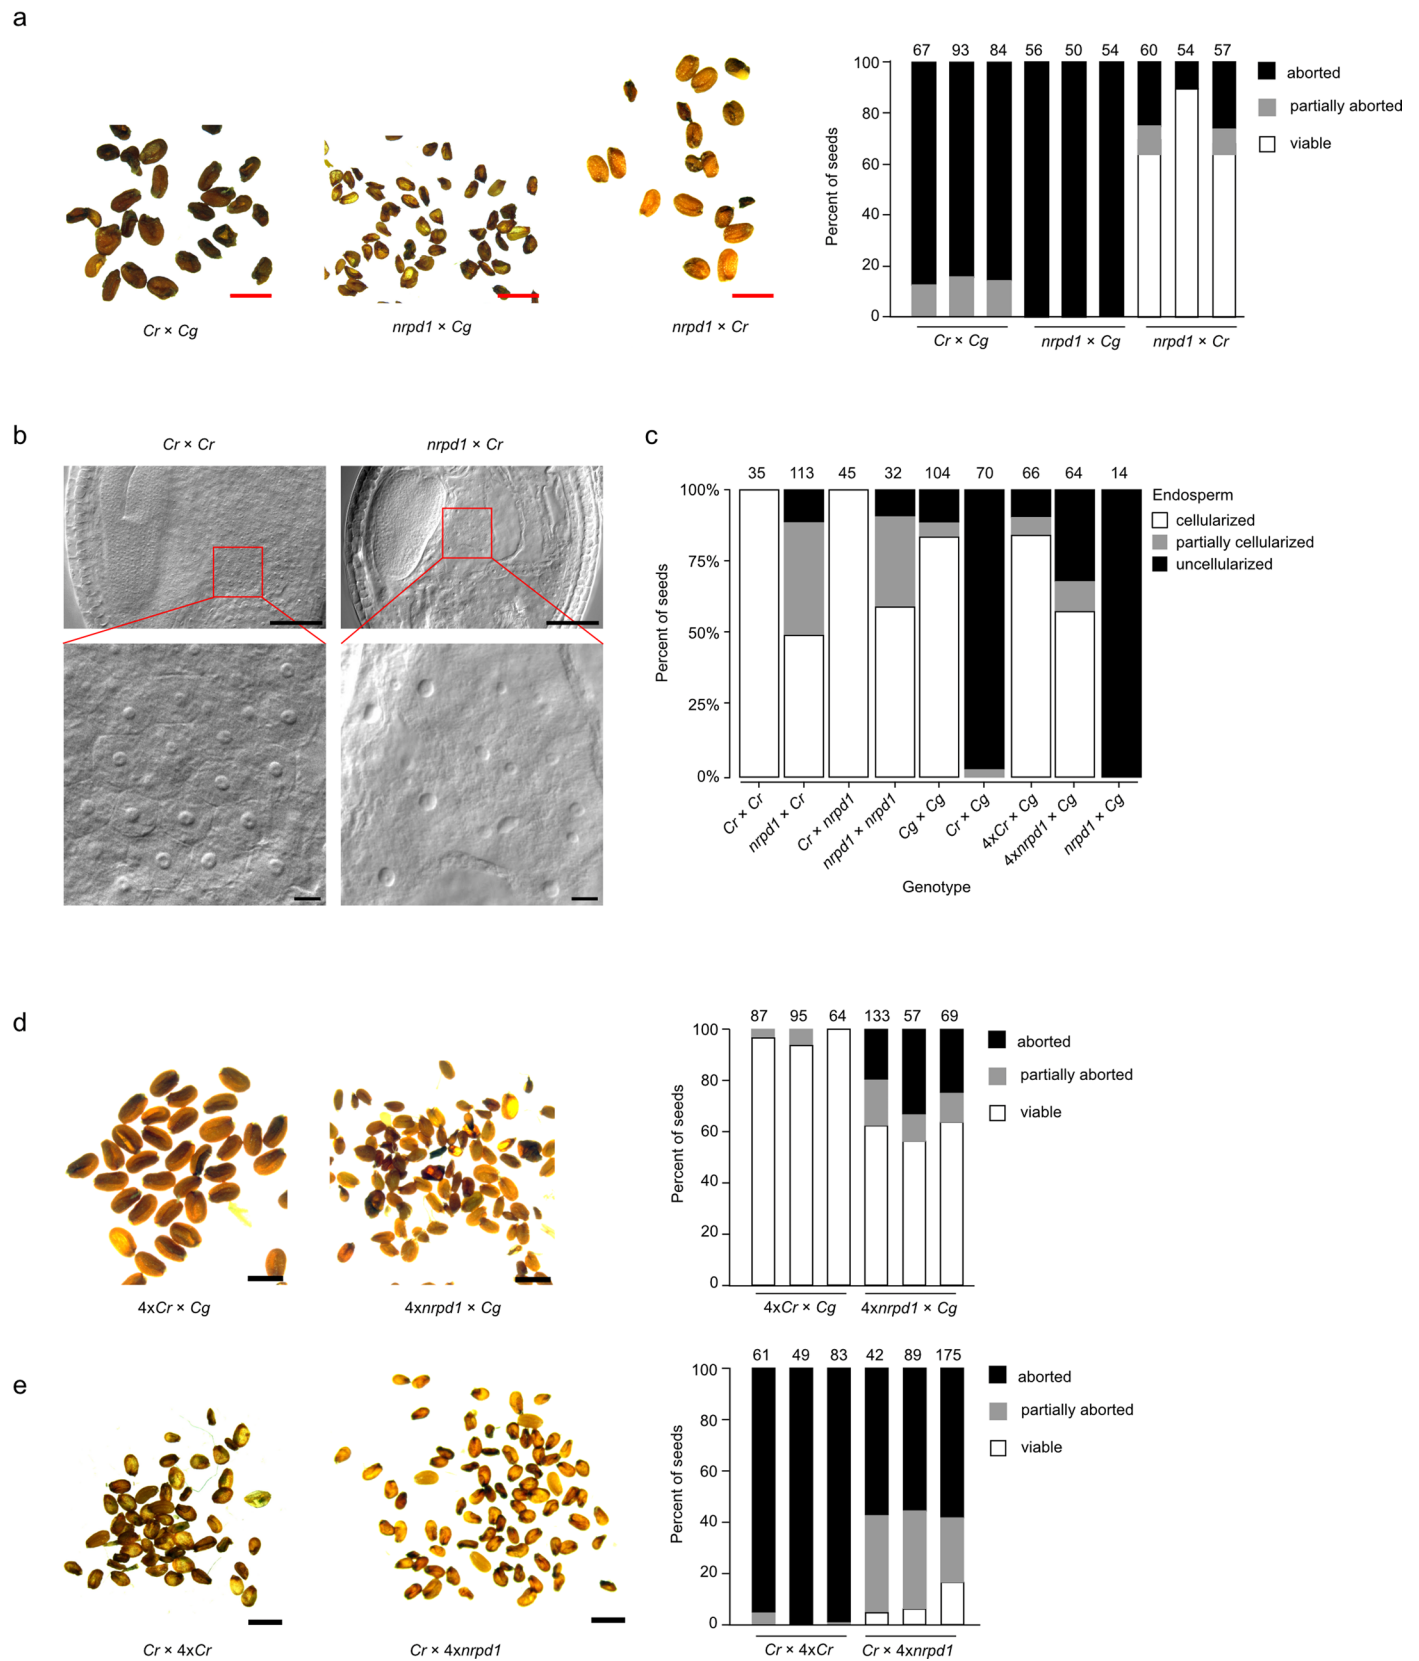 a
67 93 84 56 50 54 60 54 57
100
80
60
40
20
0
Percent of seeds
aborted
partially aborted
viable
Cr × Cg
nrpd1 × Cg
nrpd1 × Cr
Cr × Cg
nrpd1 × Cg
nrpd1 × Cr
b
Cr × Cr
nrpd1 × Cr
c
35 113 45 32 104 70 66 64 14
100%
75%
50%
25%
0%
Percent of seeds
Endosperm
cellularized
partially cellularized
uncellularized
Cr × Cr
nrpd1 × Cr
Cr × nrpd1
nrpd1 × nrpd1
Cg × Cg
Cr × Cg
4xCr × Cg
4xnrpd1 × Cg
nrpd1 × Cg
Genotype
d
87 95 64 133 57 69
100
80
60
40
20
0
Percent of seeds
aborted
partially aborted
viable
4xCr × Cg
4xnrpd1 × Cg
4xCr × Cg
4xnrpd1 × Cg
e
61 49 83 42 89 175
100
80
60
40
20
0
Percent of seeds
aborted
partially aborted
viable
Cr × 4xCr
Cr × 4xnrpd1
Cr × 4xCr
Cr × 4xnrpd1